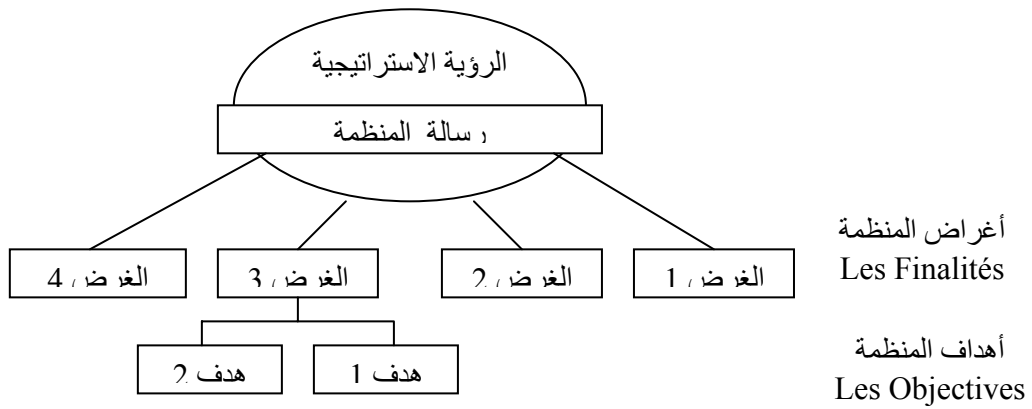 الرؤية الاستراتيجية
رسالة المنظمة
أغراض المنظمة
Les Finalités
الغرض 1
الغرض 2
الغرض 3
الغرض 4
أهداف المنظمة
Les Objectives
هدف 1
هدف 2